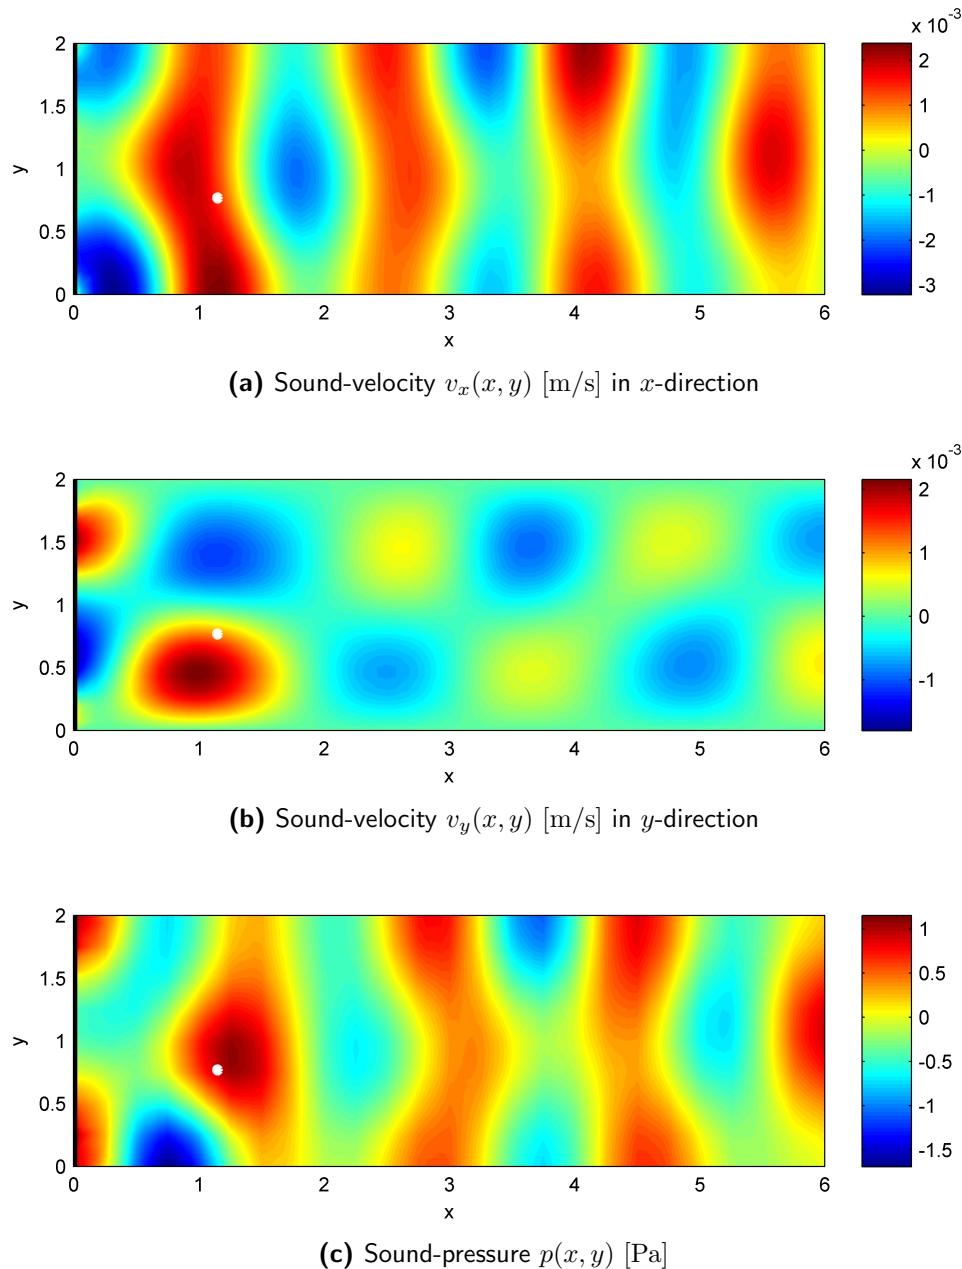 x 10⁻³
2
1.5
1
0.5
0
y
0 1 2 3 4 5 6
x
2
1
0
-1
-2
-3
(a) Sound-velocity vₓ(x, y) [m/s] in x-direction
x 10⁻³
2
1.5
1
0.5
0
y
0 1 2 3 4 5 6
x
2
1
0
-1
(b) Sound-velocity v_y(x, y) [m/s] in y-direction
2
1.5
1
0.5
0
y
0 1 2 3 4 5 6
x
1
0.5
0
-0.5
-1
-1.5
(c) Sound-pressure p(x, y) [Pa]